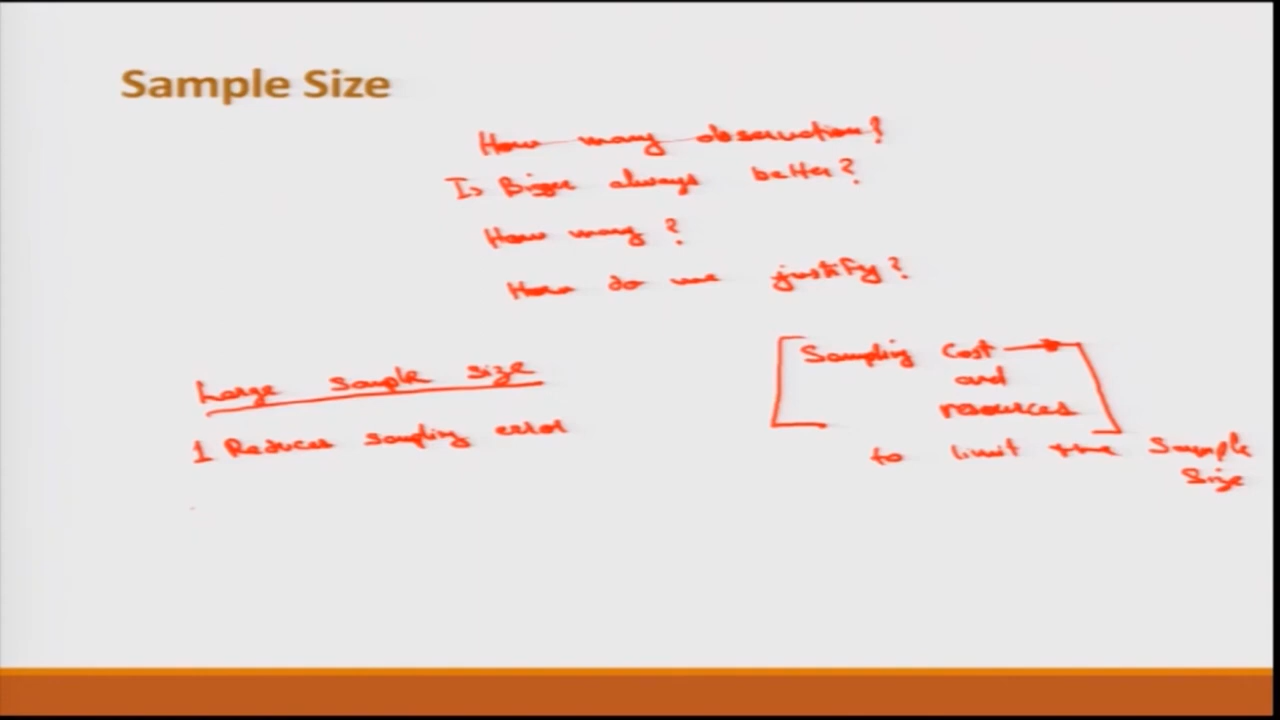 Sample Size
How many observation?
Is Bigger always better?
How many ?
How do we justify?
Large sample size
1 Reduces sampling error
Sampling cost
and
resources
to limit the sample
size